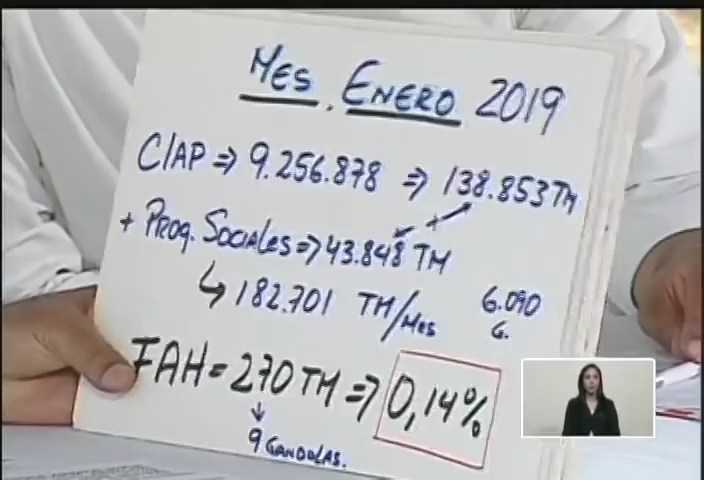 MES. ENERO 2019
CLAP => 9.256.878 => 138.853 TM
+ PROG. SOCIALES => 43.848 TM
↳ 182.701 TM/MES 6.090
G.
FAH = 270 TM => 0,14%
↓
9 GANDOLAS.